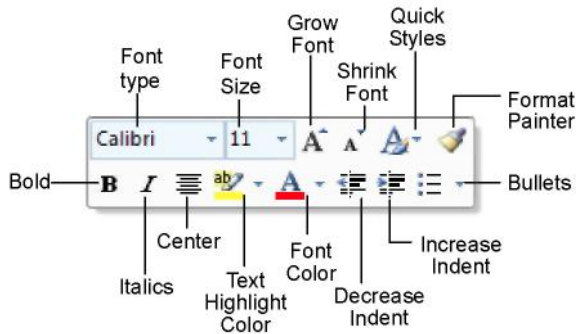 Font
type
Font
Size
Grow
Font
Shrink
Font
Quick
Styles
Format
Painter
Calibri
11
A
A
A
Bold
B
I
ab
A
Bullets
Center
Italics
Text
Highlight
Color
Font
Color
Decrease
Indent
Increase
Indent